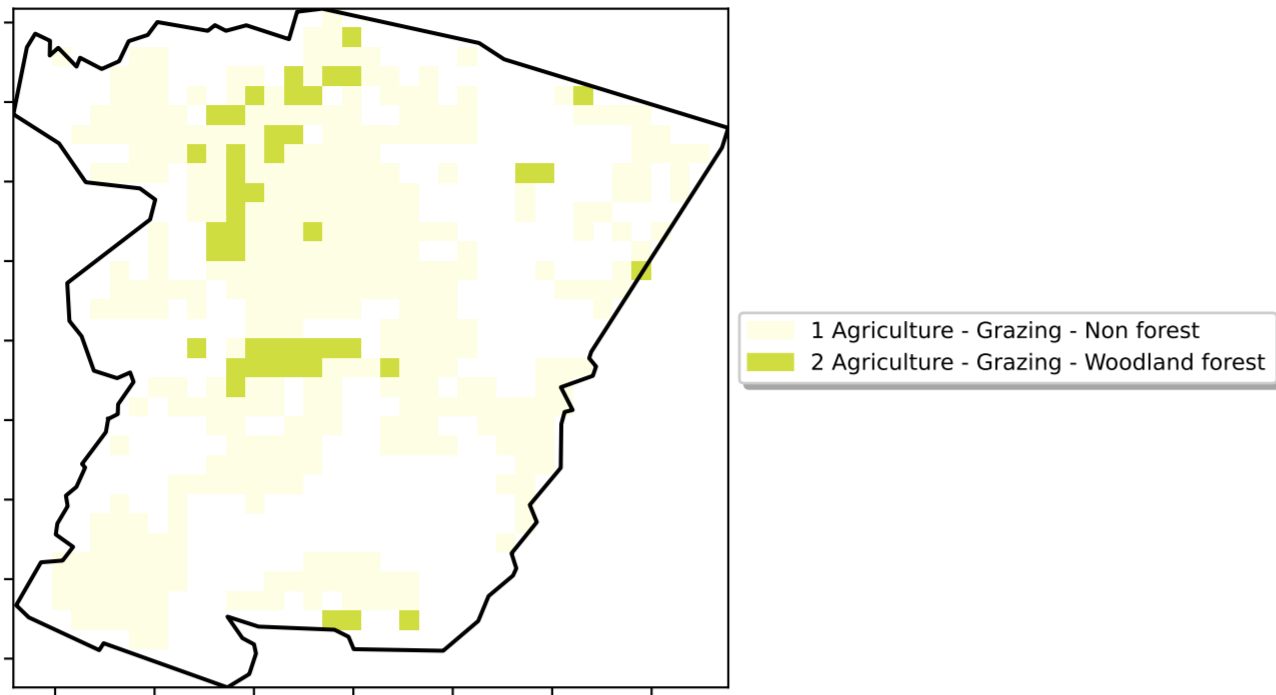 1 Agriculture - Grazing - Non forest
2 Agriculture - Grazing - Woodland forest